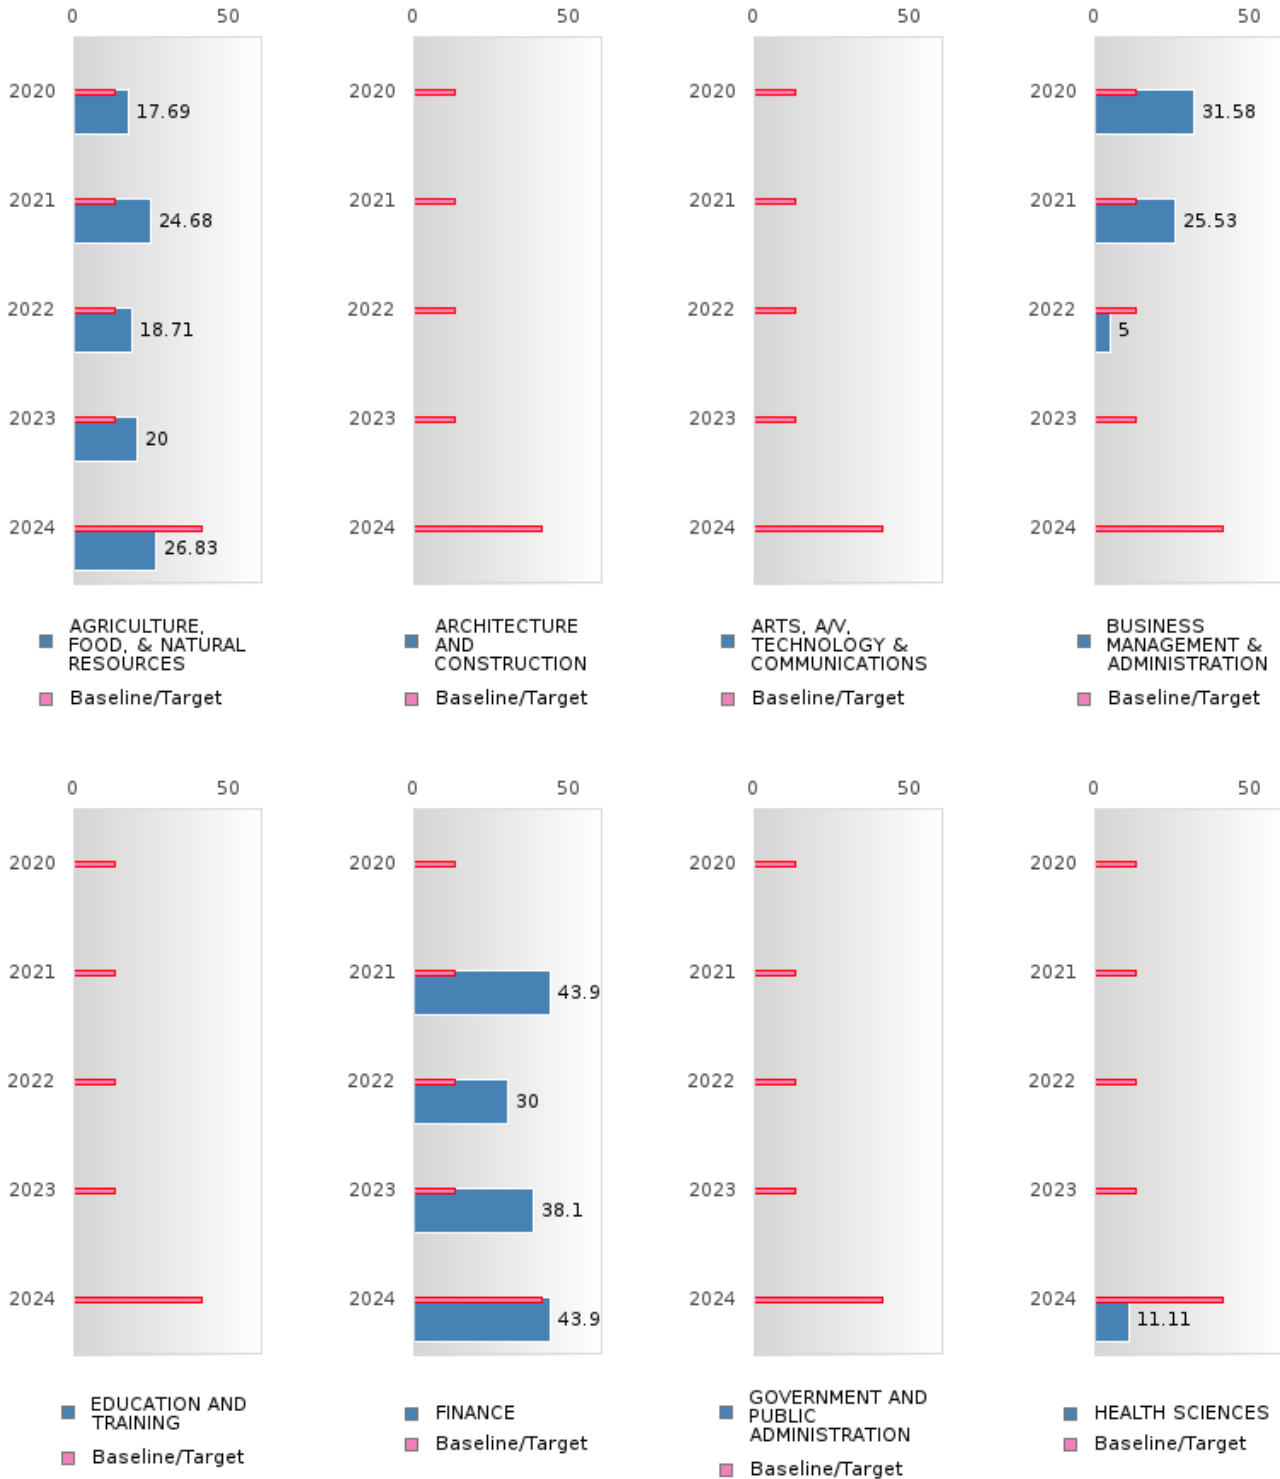 0 50
0 50
0 50
0 50
2020
17.69
2021
24.68
2022
18.71
2023
20
2024
26.83
2020
2021
2022
2023
2024
2020
2021
2022
2023
2024
2020
31.58
2021
25.53
2022
5
2023
2024
AGRICULTURE,
FOOD, & NATURAL
RESOURCES
Baseline/Target
ARCHITECTURE
AND
CONSTRUCTION
Baseline/Target
ARTS, A/V,
TECHNOLOGY &
COMMUNICATIONS
Baseline/Target
BUSINESS
MANAGEMENT &
ADMINISTRATION
Baseline/Target
0 50
0 50
0 50
0 50
2020
2021
2022
2023
2024
2020
2021
43.9
2022
30
2023
38.1
2024
43.9
2020
2021
2022
2023
2024
2020
2021
2022
2023
2024
11.11
EDUCATION AND
TRAINING
Baseline/Target
FINANCE
Baseline/Target
GOVERNMENT AND
PUBLIC
ADMINISTRATION
Baseline/Target
HEALTH SCIENCES
Baseline/Target